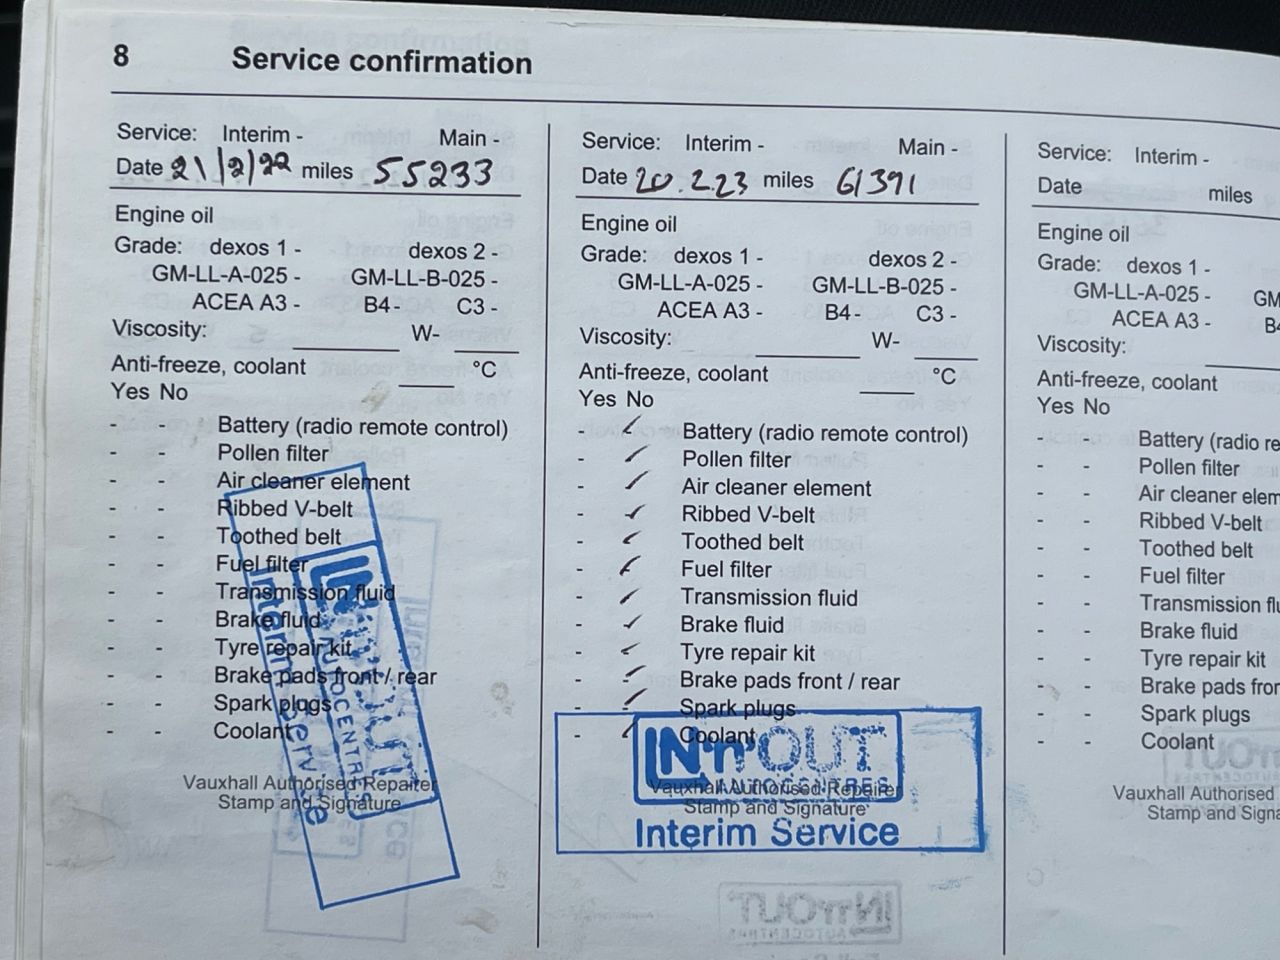 8 Service confirmation
Service: Interim - Main -
Date 21/2/22 miles 55233
Engine oil
Grade: dexos 1 - dexos 2 -
GM-LL-A-025 - GM-LL-B-025 -
ACEA A3 - B4 - C3 -
Viscosity: W-
Anti-freeze, coolant °C
Yes No
- - Battery (radio remote control)
- - Pollen filter
- - Air cleaner element
- - Ribbed V-belt
- - Toothed belt
- - Fuel filter
- - Transmission fluid
- - Brake fluid
- - Tyre repair kit
- - Brake pads front / rear
- - Spark plugs
- - Coolant
Vauxhall Authorised Repairer
Stamp and Signature
IN'n'OUT
AUTOCENTRES
Interim Service
Service: Interim - Main -
Date 20.2.23 miles 61391
Engine oil
Grade: dexos 1 - dexos 2 -
GM-LL-A-025 - GM-LL-B-025 -
ACEA A3 - B4 - C3 -
Viscosity: W-
Anti-freeze, coolant °C
Yes No
- ✓ Battery (radio remote control)
- ✓ Pollen filter
- ✓ Air cleaner element
- ✓ Ribbed V-belt
- ✓ Toothed belt
- ✓ Fuel filter
- ✓ Transmission fluid
- ✓ Brake fluid
- ✓ Tyre repair kit
- ✓ Brake pads front / rear
- ✓ Spark plugs
- ✓ Coolant
Vauxhall Authorised Repairer
Stamp and Signature
IN'n'OUT
AUTOCENTRES
Interim Service
Service: Interim -
Date miles
Engine oil
Grade: dexos 1 -
GM-LL-A-025 - GM
ACEA A3 - B4
Viscosity:
Anti-freeze, coolant
Yes No
- - Battery (radio re
- - Pollen filter
- - Air cleaner elem
- - Ribbed V-belt
- - Toothed belt
- - Fuel filter
- - Transmission flu
- - Brake fluid
- - Tyre repair kit
- - Brake pads fron
- - Spark plugs
- - Coolant
Vauxhall Authorised
Stamp and Signa